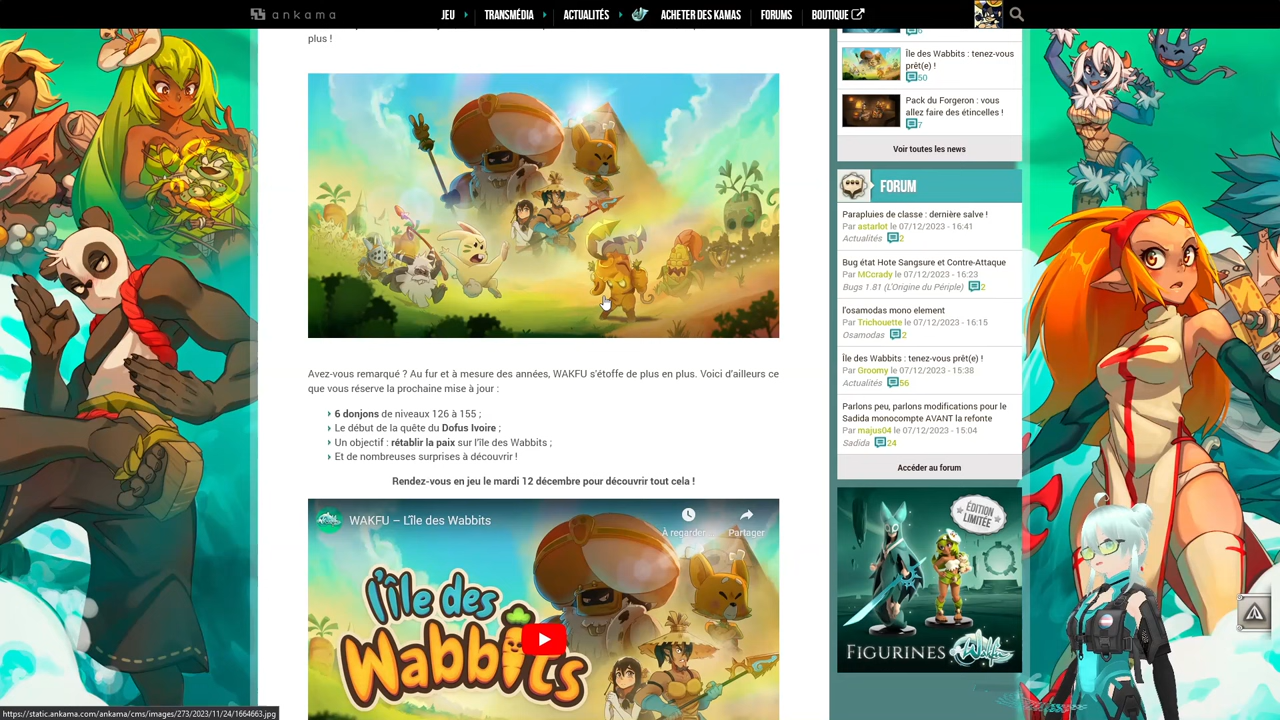 ankama
JEU
TRANSMÉDIA
ACTUALITÉS
ACHETER DES KAMAS
FORUMS
BOUTIQUE
plus !
Avez-vous remarqué ? Au fur et à mesure des années, WAKFU s'étoffe de plus en plus. Voici d'ailleurs ce
que vous réserve la prochaine mise à jour :
6 donjons de niveaux 126 à 155 ;
Le début de la quête du Dofus Ivoire ;
Un objectif : rétablir la paix sur l'île des Wabbits ;
Et de nombreuses surprises à découvrir !
Rendez-vous en jeu le mardi 12 décembre pour découvrir tout cela !
WAKFU – L'île des Wabbits
À regarder...
Partager
L'île des
Wabbits
Île des Wabbits : tenez-vous
prêt(e) !
50
Pack du Forgeron : vous
allez faire des étincelles !
7
Voir toutes les news
FORUM
Parapluies de classe : dernière salve !
Par astarlot le 07/12/2023 - 16:41
Actualités 2
Bug état Hote Sangsure et Contre-Attaque
Par MCcrady le 07/12/2023 - 16:23
Bugs 1.81 (L'Origine du Périple) 2
l'osamodas mono element
Par Trichouette le 07/12/2023 - 16:15
Osamodas 2
Île des Wabbits : tenez-vous prêt(e) !
Par Groomy le 07/12/2023 - 15:38
Actualités 56
Parlons peu, parlons modifications pour le
Sadida monocompte AVANT la refonte
Par majus04 le 07/12/2023 - 15:04
Sadida 24
Accéder au forum
ÉDITION
LIMITÉE
FIGURINES Wakfu
https://static.ankama.com/ankama/cms/images/273/2023/11/24/1664663.jpg